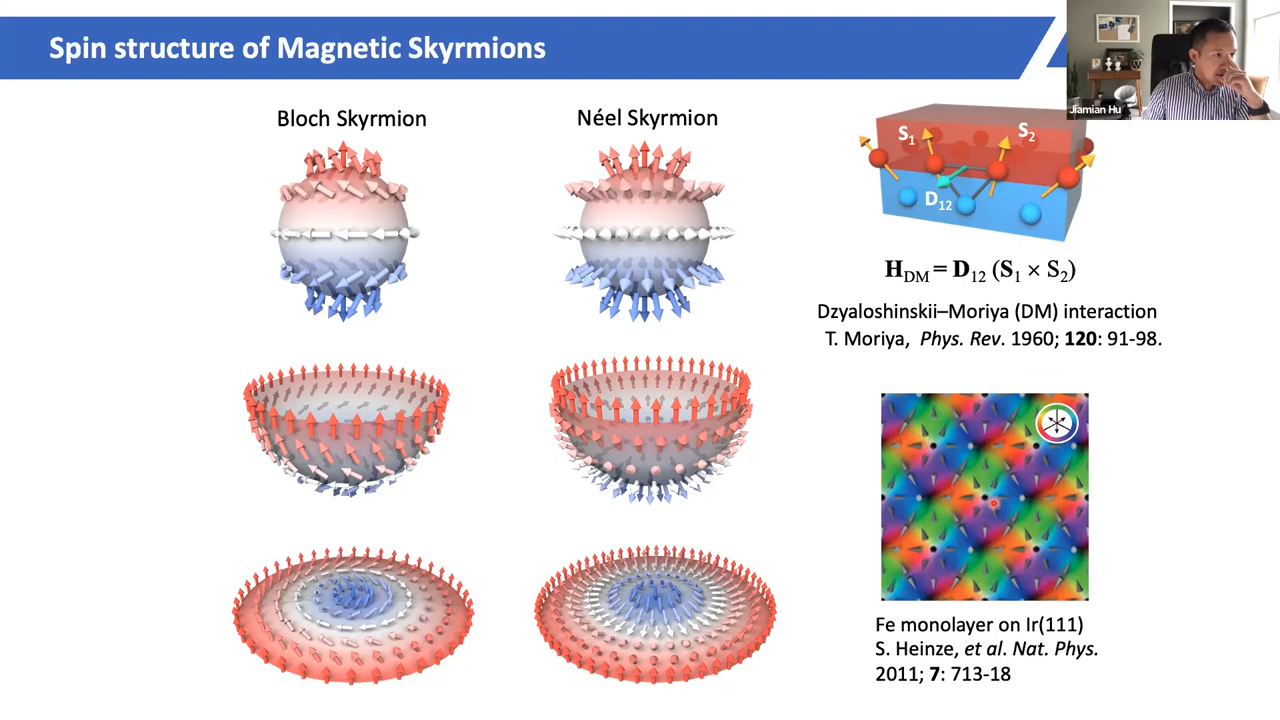 Spin structure of Magnetic Skyrmions
Jiamian Hu
Bloch Skyrmion
Néel Skyrmion
S1
S2
D12
HDM = D12 (S1 × S2)
Dzyaloshinskii–Moriya (DM) interaction
T. Moriya, Phys. Rev. 1960; 120: 91-98.
Fe monolayer on Ir(111)
S. Heinze, et al. Nat. Phys.
2011; 7: 713-18